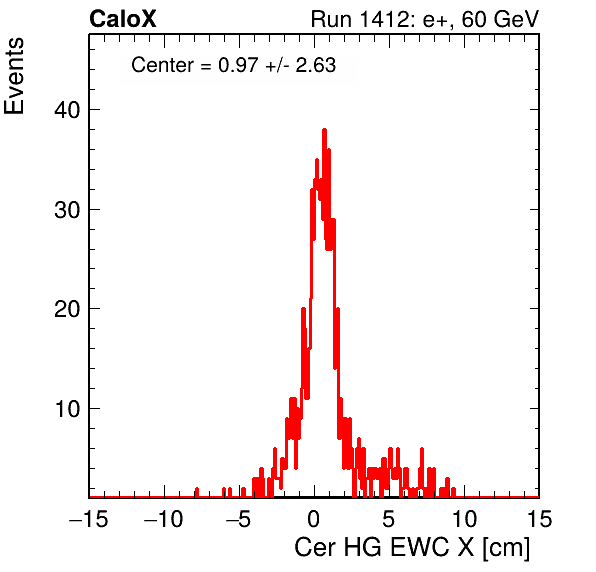 CaloX
Run 1412: e+, 60 GeV
Events
Center = 0.97 +/- 2.63
40
30
20
10
−15 −10 −5 0 5 10 15
Cer HG EWC X [cm]